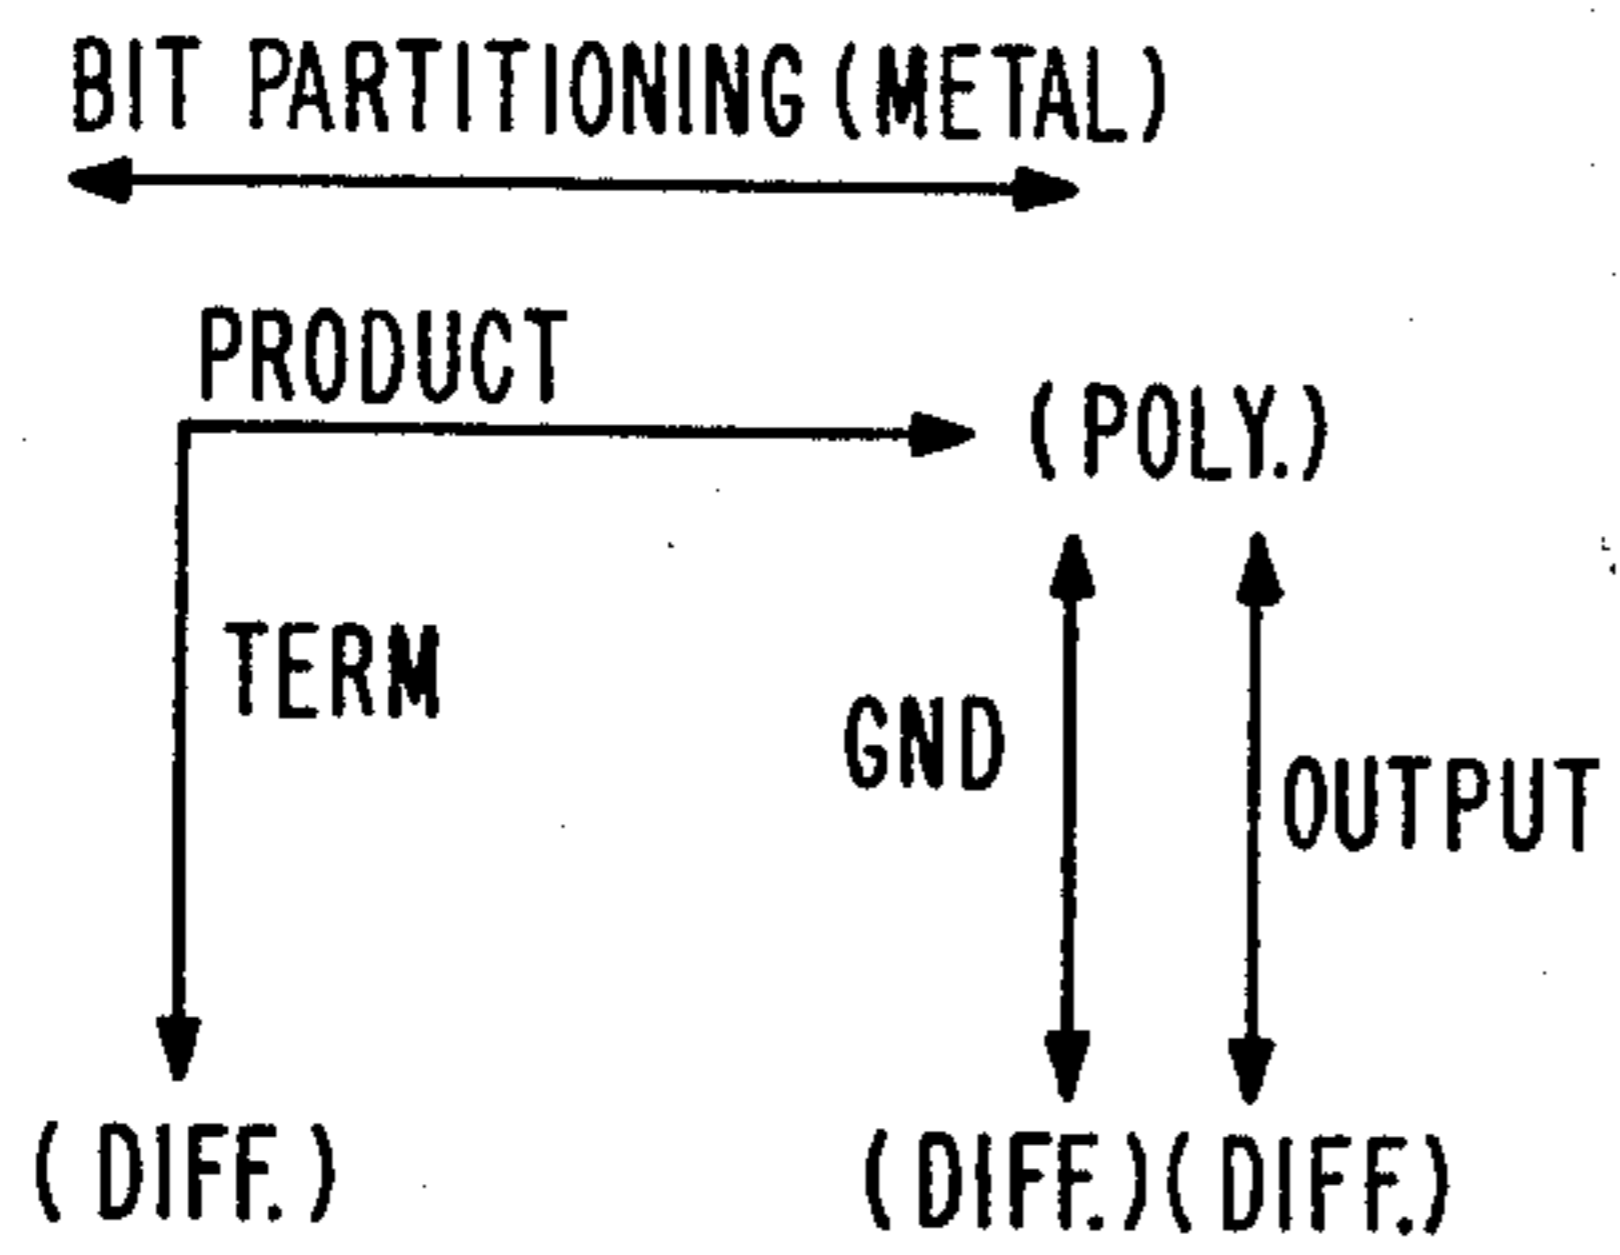 BIT PARTITIONING (METAL)
PRODUCT
(POLY.)
TERM
GND
OUTPUT
(DIFF.)
(DIFF.) (DIFF.)